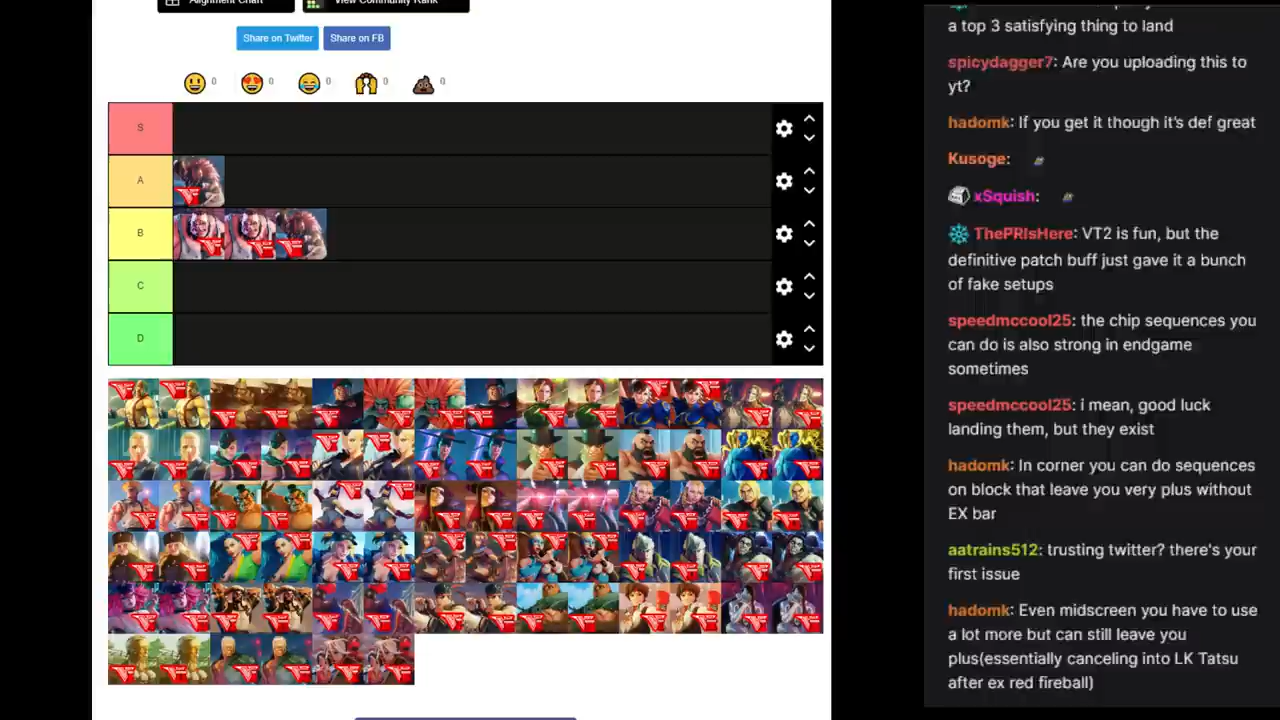 Alignment Chart
View Community Rank
Share on Twitter
Share on FB
0
0
0
0
0
S
A
B
C
D
a top 3 satisfying thing to land
spicydagger7: Are you uploading this to
yt?
hadomk: If you get it though it's def great
Kusoge:
xSquish:
ThePRIsHere: VT2 is fun, but the
definitive patch buff just gave it a bunch
of fake setups
speedmccool25: the chip sequences you
can do is also strong in endgame
sometimes
speedmccool25: i mean, good luck
landing them, but they exist
hadomk: In corner you can do sequences
on block that leave you very plus without
EX bar
aatrains512: trusting twitter? there's your
first issue
hadomk: Even midscreen you have to use
a lot more but can still leave you
plus(essentially canceling into LK Tatsu
after ex red fireball)